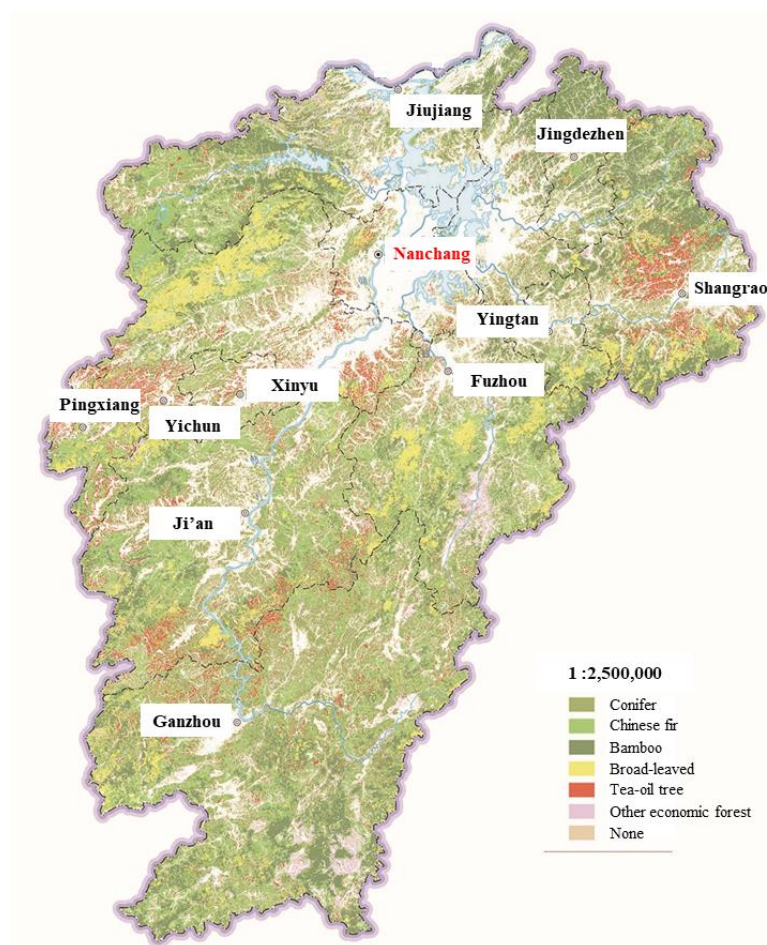 Jiujiang
Jingdezhen
Nanchang
Shangrao
Yingtan
Fuzhou
Xinyu
Pingxiang
Yichun
Ji’an
Ganzhou
1 :2,500,000
Conifer
Chinese fir
Bamboo
Broad-leaved
Tea-oil tree
Other economic forest
None